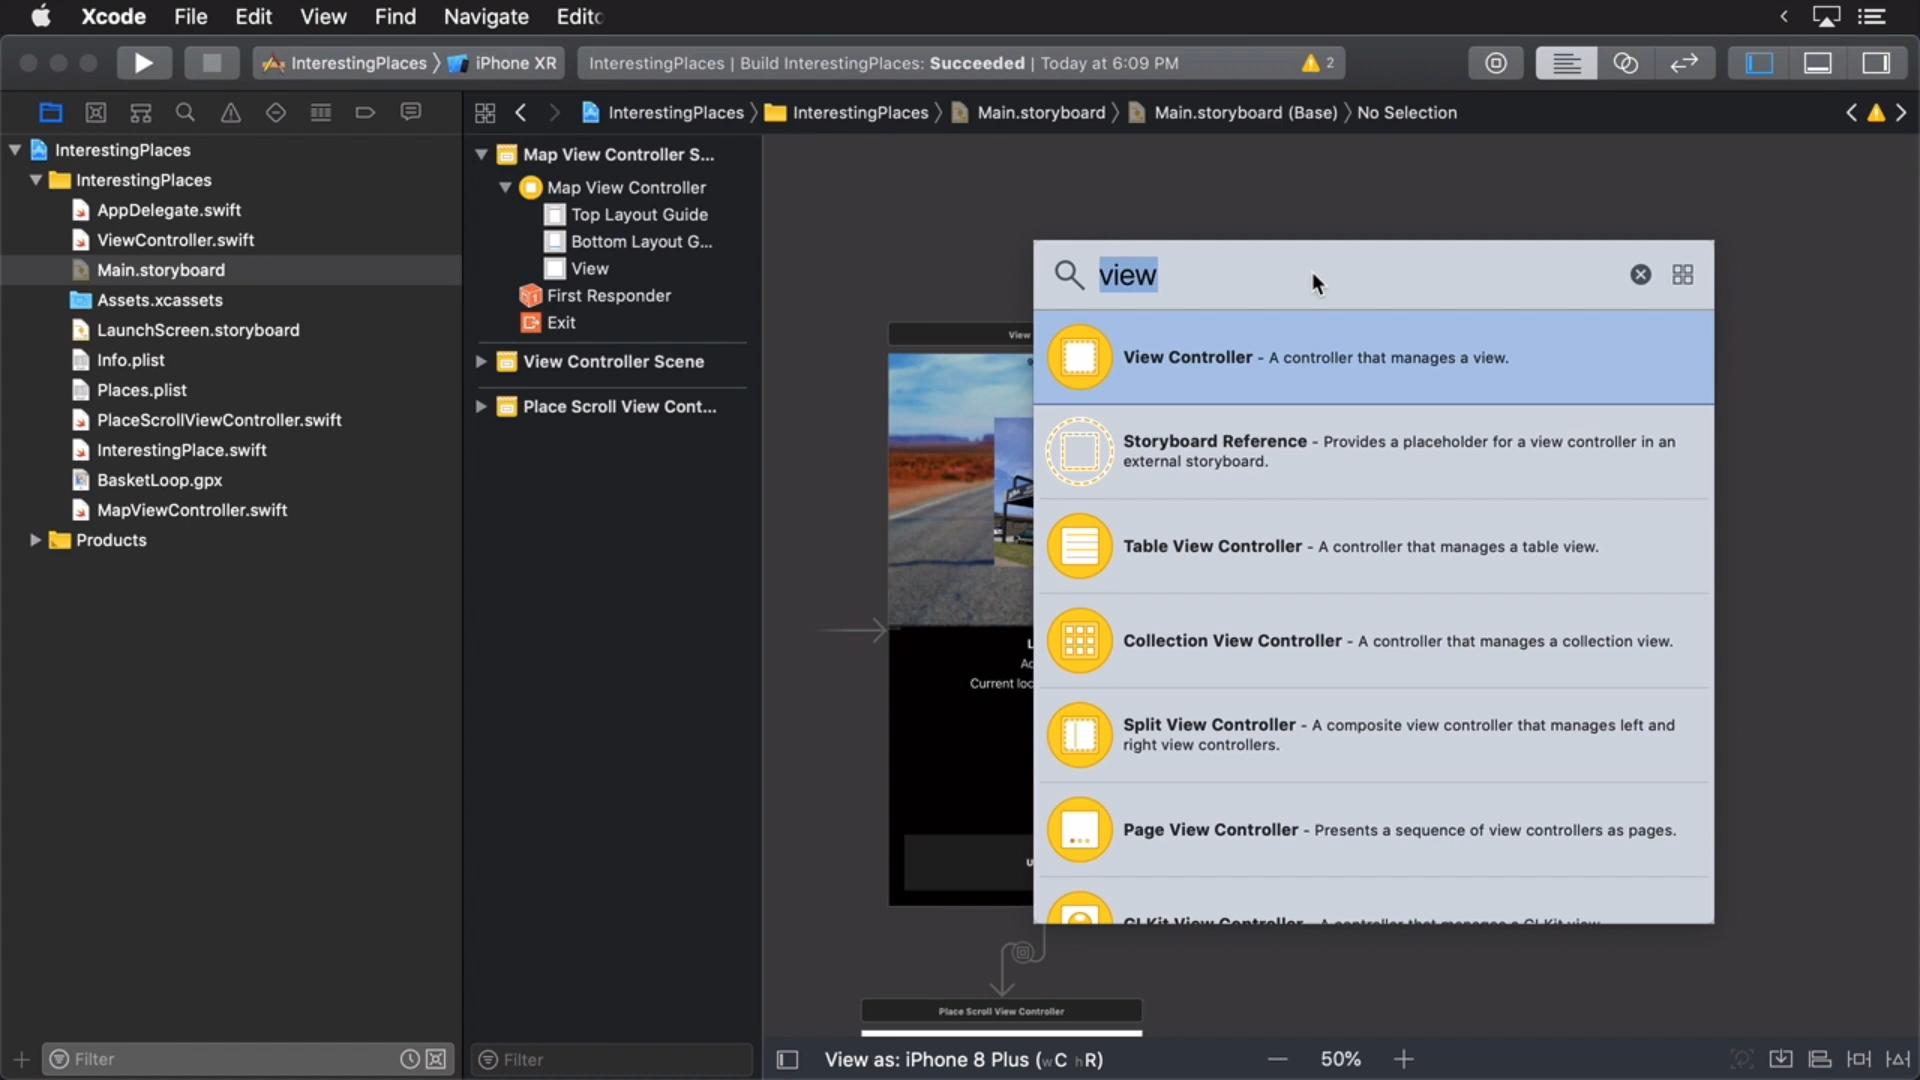 Xcode File Edit View Find Navigate
InterestingPlaces iPhone XR
InterestingPlaces | Build InterestingPlaces: Succeeded | Today at 6:09 PM
2
InterestingPlaces InterestingPlaces Main.storyboard Main.storyboard (Base) No Selection
InterestingPlaces
InterestingPlaces
AppDelegate.swift
ViewController.swift
Main.storyboard
Assets.xcassets
LaunchScreen.storyboard
Info.plist
Places.plist
PlaceScrollViewController.swift
InterestingPlace.swift
BasketLoop.gpx
MapViewController.swift
Products
Filter
Map View Controller S...
Map View Controller
Top Layout Guide
Bottom Layout G...
View
First Responder
Exit
View Controller Scene
Place Scroll View Cont...
Filter
View
Current loc
view
View Controller - A controller that manages a view.
Storyboard Reference - Provides a placeholder for a view controller in an
external storyboard.
Table View Controller - A controller that manages a table view.
Collection View Controller - A controller that manages a collection view.
Split View Controller - A composite view controller that manages left and
right view controllers.
Page View Controller - Presents a sequence of view controllers as pages.
Place Scroll View Controller
View as: iPhone 8 Plus (wC hR)
50%